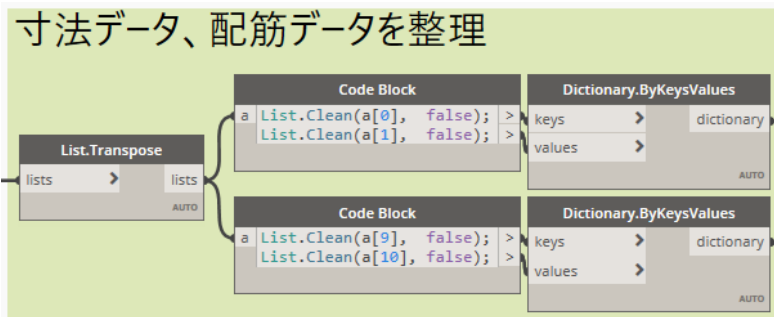 寸法データ、配筋データを整理
List.Transpose
lists > lists
AUTO
Code Block
a List.Clean(a[0], false); >
List.Clean(a[1], false); >
Dictionary.ByKeysValues
keys > dictionary
values >
AUTO
Code Block
a List.Clean(a[9], false); >
List.Clean(a[10], false); >
Dictionary.ByKeysValues
keys > dictionary
values >
AUTO